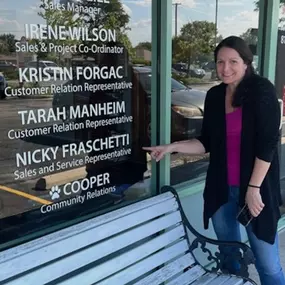 Sales Manager
IRENE WILSON
Sales & Project Co-Ordinator
KRISTIN FORGAC
Customer Relation Representative
TARAH MANHEIM
Customer Relation Representative
NICKY FRASCHETTI
Sales and Service Representative
COOPER
Community Relations